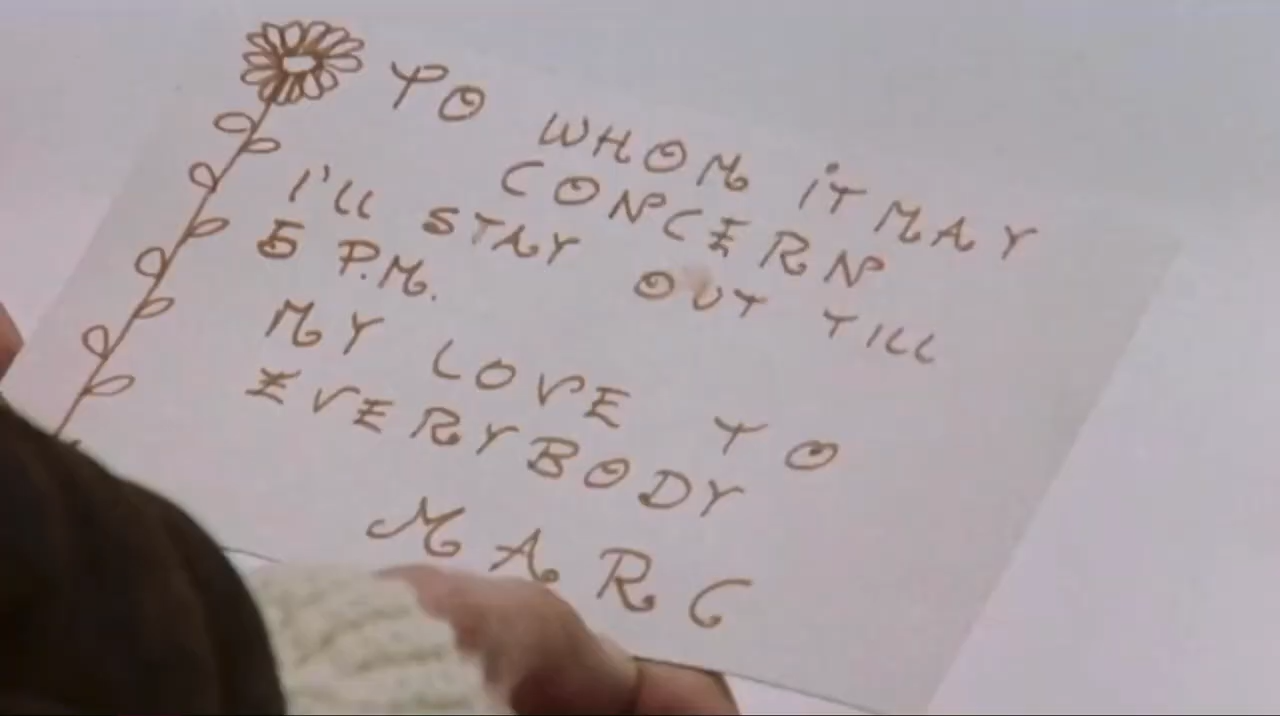 TO WHOM iT MAY
CONCERN
I'LL STAY OUT TILL
5 P.M.
MY LOVE TO
EVERYBODY
MARC